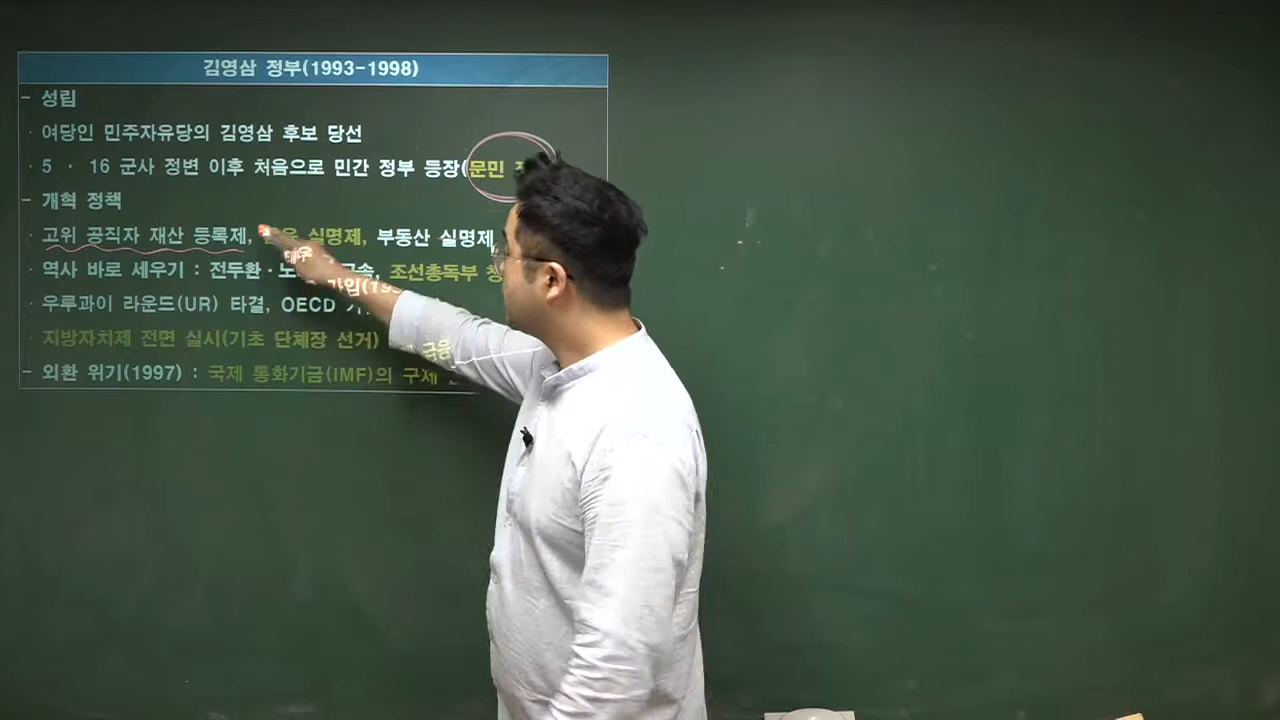 김영삼 정부(1993-1998)
- 성립
· 여당인 민주자유당의 김영삼 후보 당선
· 5 · 16 군사 정변 이후 처음으로 민간 정부 등장(문민
- 개혁 정책
· 고위 공직자 재산 등록제, 실명제, 부동산 실명제,
· 역사 바로 세우기 : 전두환· 구속, 조선총독부
· 우루과이 라운드(UR) 타결, OECD 가입(199
· 지방자치제 전면 실시(기초 단체장 선거) 금융
- 외환 위기(1997) : 국제 통화기금(IMF)의 구제